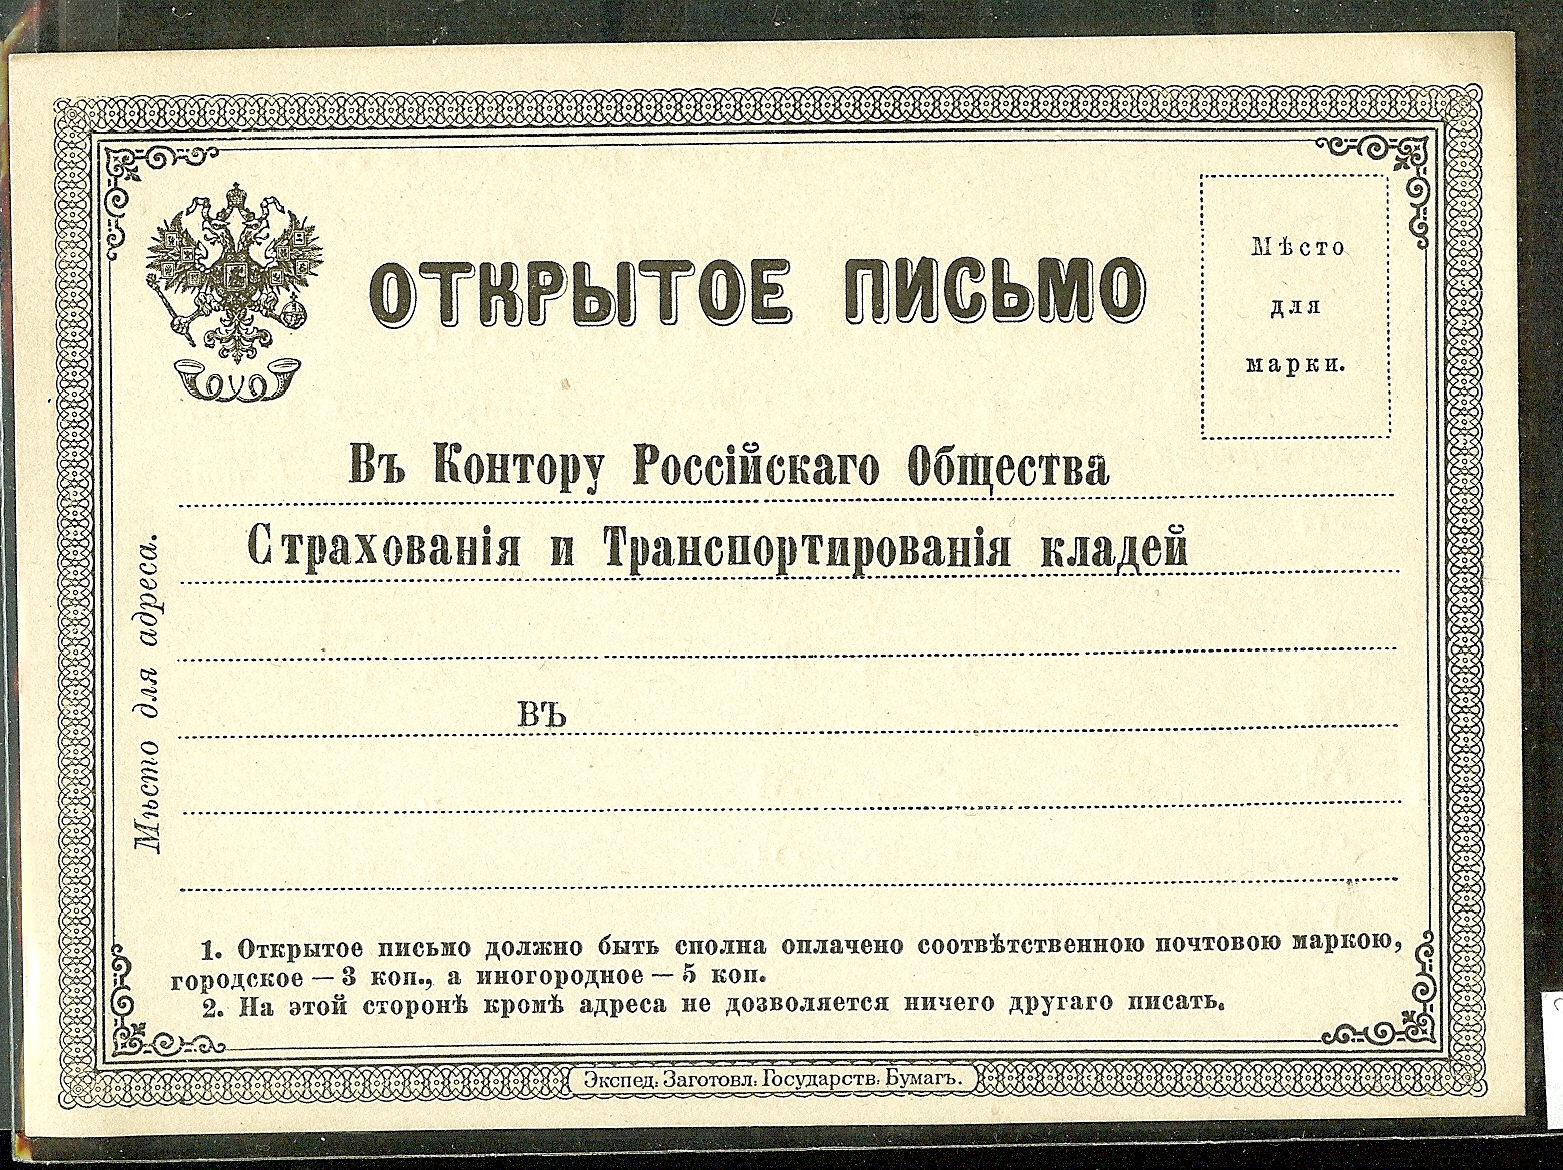 ОТКРЫТОЕ ПИСЬМО
Мѣсто
для
марки.
Въ Контору Россійскаго Общества
Страхованія и Транспортированія кладей
Мѣсто для адреса.
ВЪ
1. Открытое письмо должно быть сполна оплачено соотвѣтственною почтовою маркою,
городское — 3 коп., а иногородное — 5 коп.
2. На этой сторонѣ кромѣ адреса не дозволяется ничего другаго писать.
Экспед. Заготовл. Государств. Бумагъ.